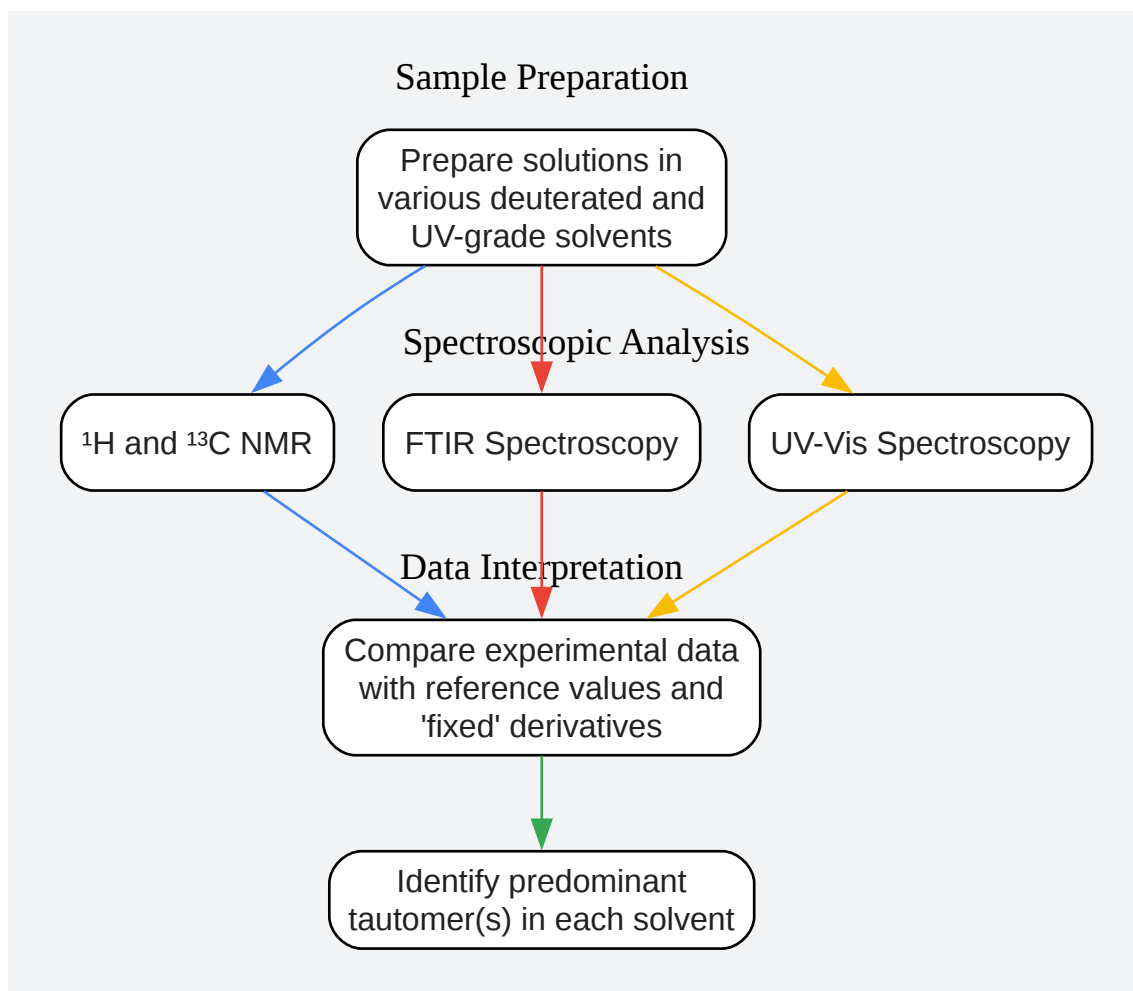 Sample Preparation
Prepare solutions in
various deuterated and
UV-grade solvents
Spectroscopic Analysis
¹H and ¹³C NMR
FTIR Spectroscopy
UV-Vis Spectroscopy
Data Interpretation
Compare experimental data
with reference values and
'fixed' derivatives
Identify predominant
tautomer(s) in each solvent